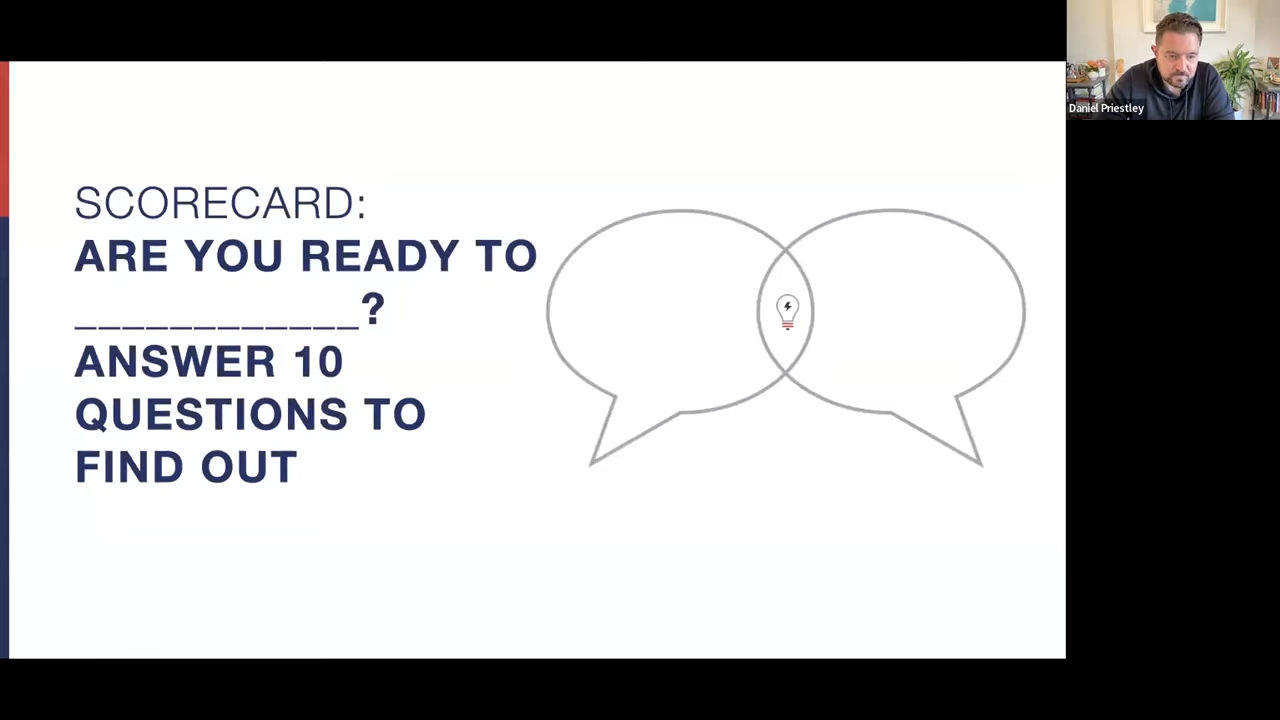 SCORECARD:
ARE YOU READY TO
____________?
ANSWER 10
QUESTIONS TO
FIND OUT
Daniel Priestley